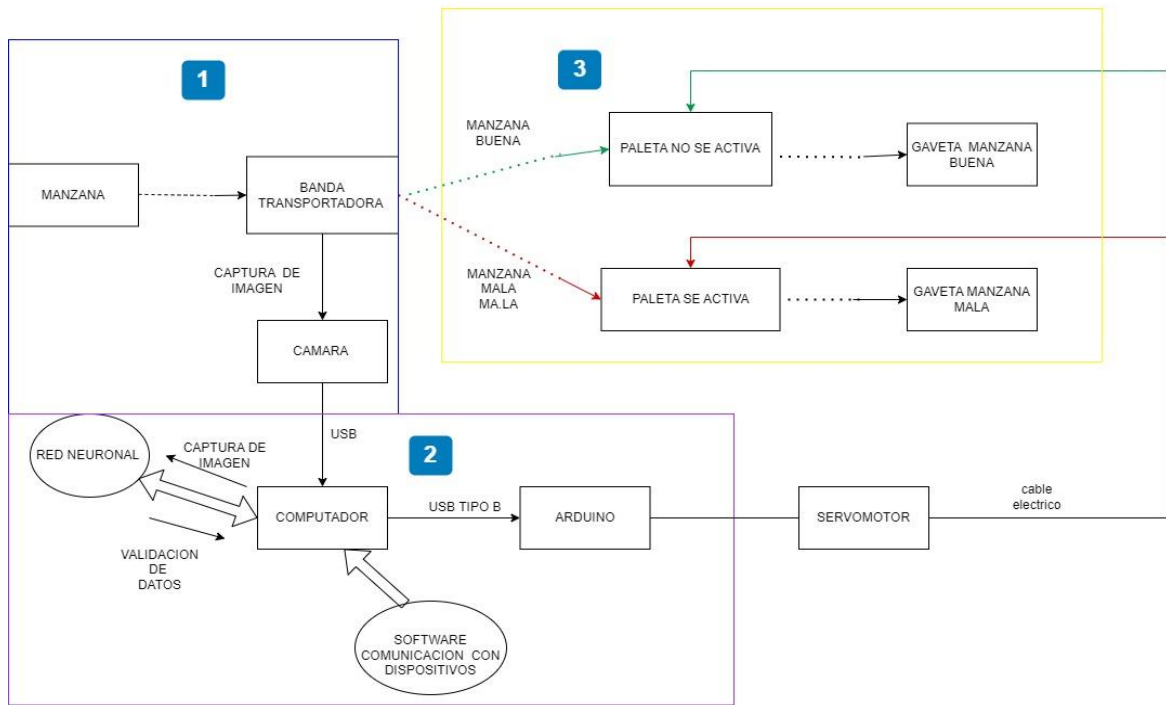 1
MANZANA
BANDA
TRANSPORTADORA
CAPTURA DE
IMAGEN
CAMARA
USB
3
MANZANA
BUENA
PALETA NO SE ACTIVA
GAVETA MANZANA
BUENA
MANZANA
MALA
MA.LA
PALETA SE ACTIVA
GAVETA MANZANA
MALA
2
RED NEURONAL
CAPTURA DE
IMAGEN
VALIDACION
DE
DATOS
COMPUTADOR
USB TIPO B
ARDUINO
SOFTWARE
COMUNICACION CON
DISPOSITIVOS
SERVOMOTOR
cable
electrico